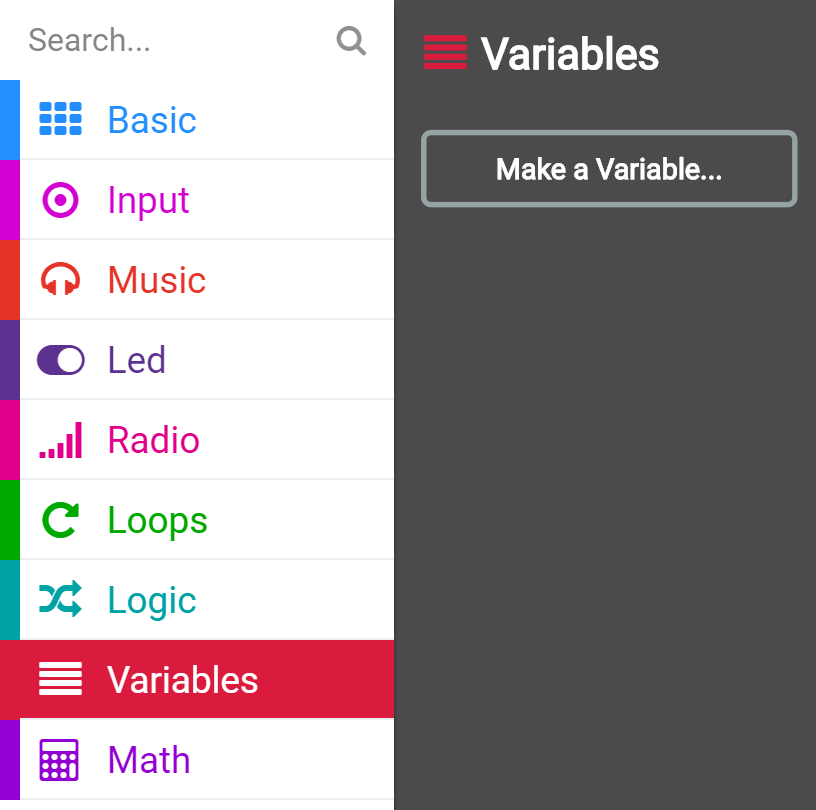 Search...
Basic
Input
Music
Led
Radio
Loops
Logic
Variables
Math
Variables
Make a Variable...